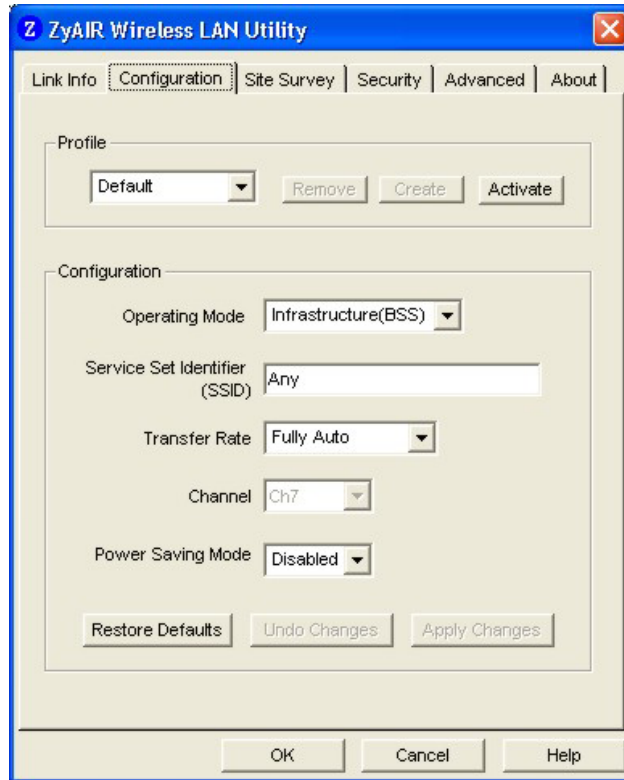 Z ZyAIR Wireless LAN Utility
Link Info Configuration Site Survey Security Advanced About
Profile
Default Remove Create Activate
Configuration
Operating Mode Infrastructure(BSS)
Service Set Identifier
(SSID) Any
Transfer Rate Fully Auto
Channel Ch7
Power Saving Mode Disabled
Restore Defaults Undo Changes Apply Changes
OK Cancel Help